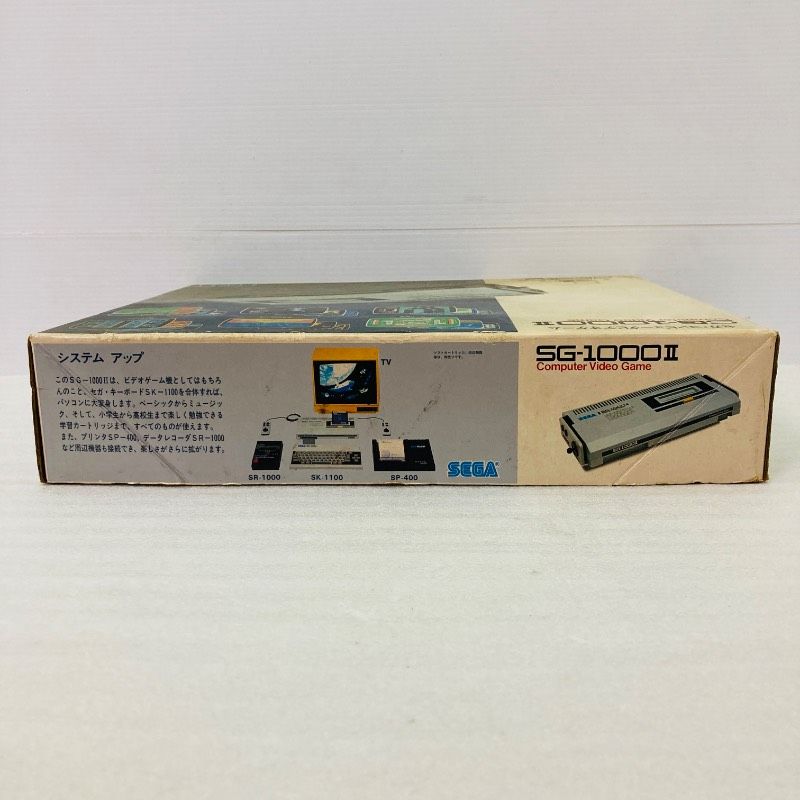 システム アップ
このSG-1000IIは、ビデオゲーム機としてはもちろ
んのこと、セガ・キーボードSK-1100を合体すれば、
パソコンに大変身します。ベーシックからミュージッ
ク、そして、小学生から高校生まで楽しく勉強できる
学習カートリッジまで、すべてのものが使えます。
また、プリンタSP-400、データレコーダSR-1000
など周辺機器も接続でき、楽しさがさらに拡がります。
TV
SR-1000
SK-1100
SP-400
SEGA
SG-1000II
Computer Video Game
SEGA